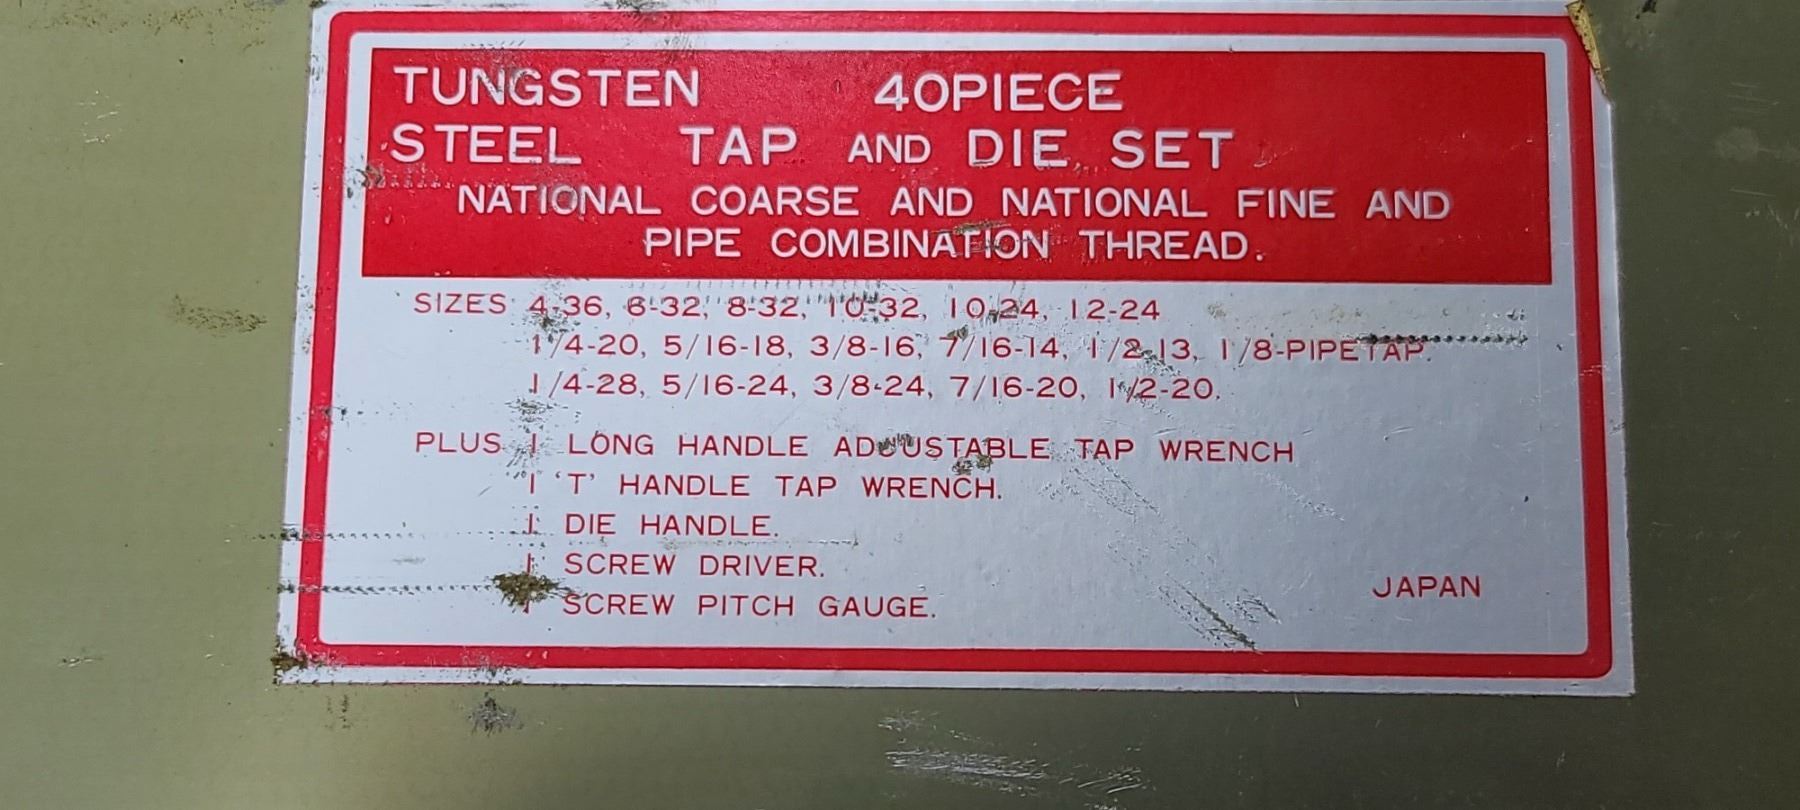 TUNGSTEN 40PIECE
STEEL TAP AND DIE SET
NATIONAL COARSE AND NATIONAL FINE AND
PIPE COMBINATION THREAD.
SIZES 4-36, 6-32, 8-32, 10-32, 10-24, 12-24
1/4-20, 5/16-18, 3/8-16, 7/16-14, 1/2-13, 1/8-PIPE TAP.
1/4-28, 5/16-24, 3/8-24, 7/16-20, 1/2-20.
PLUS 1 LONG HANDLE ADJUSTABLE TAP WRENCH
1 'T' HANDLE TAP WRENCH.
1 DIE HANDLE.
1 SCREW DRIVER.
1 SCREW PITCH GAUGE.
JAPAN